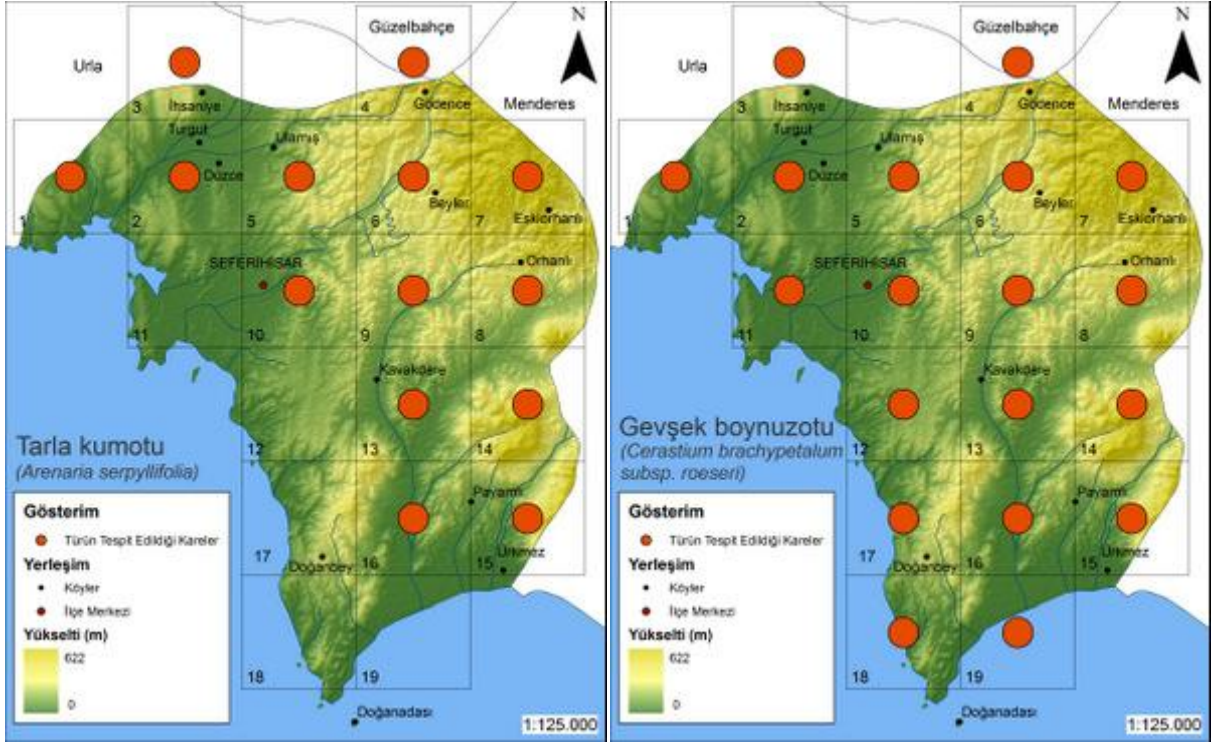 N
Güzelbahçe
Urla
Menderes
3
4
İhsaniye
Gödence
Turgut
Ulamış
Düzce
Beyler
Eskiorhanlı
1
2
5
6
7
SEFERİHİSAR
Orhanlı
11
10
9
8
Kavakdere
Tarla kumotu
(Arenaria serpyllifolia)
12
13
14
Gösterim
Türün Tespit Edildiği Kareler
Yerleşim
Köyler
İlçe Merkezi
Yükselti (m)
622
0
Payamlı
Doğanbey
Ürkmez
17
16
15
18
19
Doğanadası
1:125.000
N
Güzelbahçe
Urla
Menderes
3
4
İhsaniye
Gödence
Turgut
Ulamış
Düzce
Beyler
Eskiorhanlı
1
2
5
6
7
SEFERİHİSAR
Orhanlı
11
10
9
8
Kavakdere
Gevşek boynuzotu
(Cerastium brachypetalum
subsp. roeseri)
12
13
14
Gösterim
Türün Tespit Edildiği Kareler
Yerleşim
Köyler
İlçe Merkezi
Yükselti (m)
622
0
Payamlı
Doğanbey
Ürkmez
17
16
15
18
19
Doğanadası
1:125.000